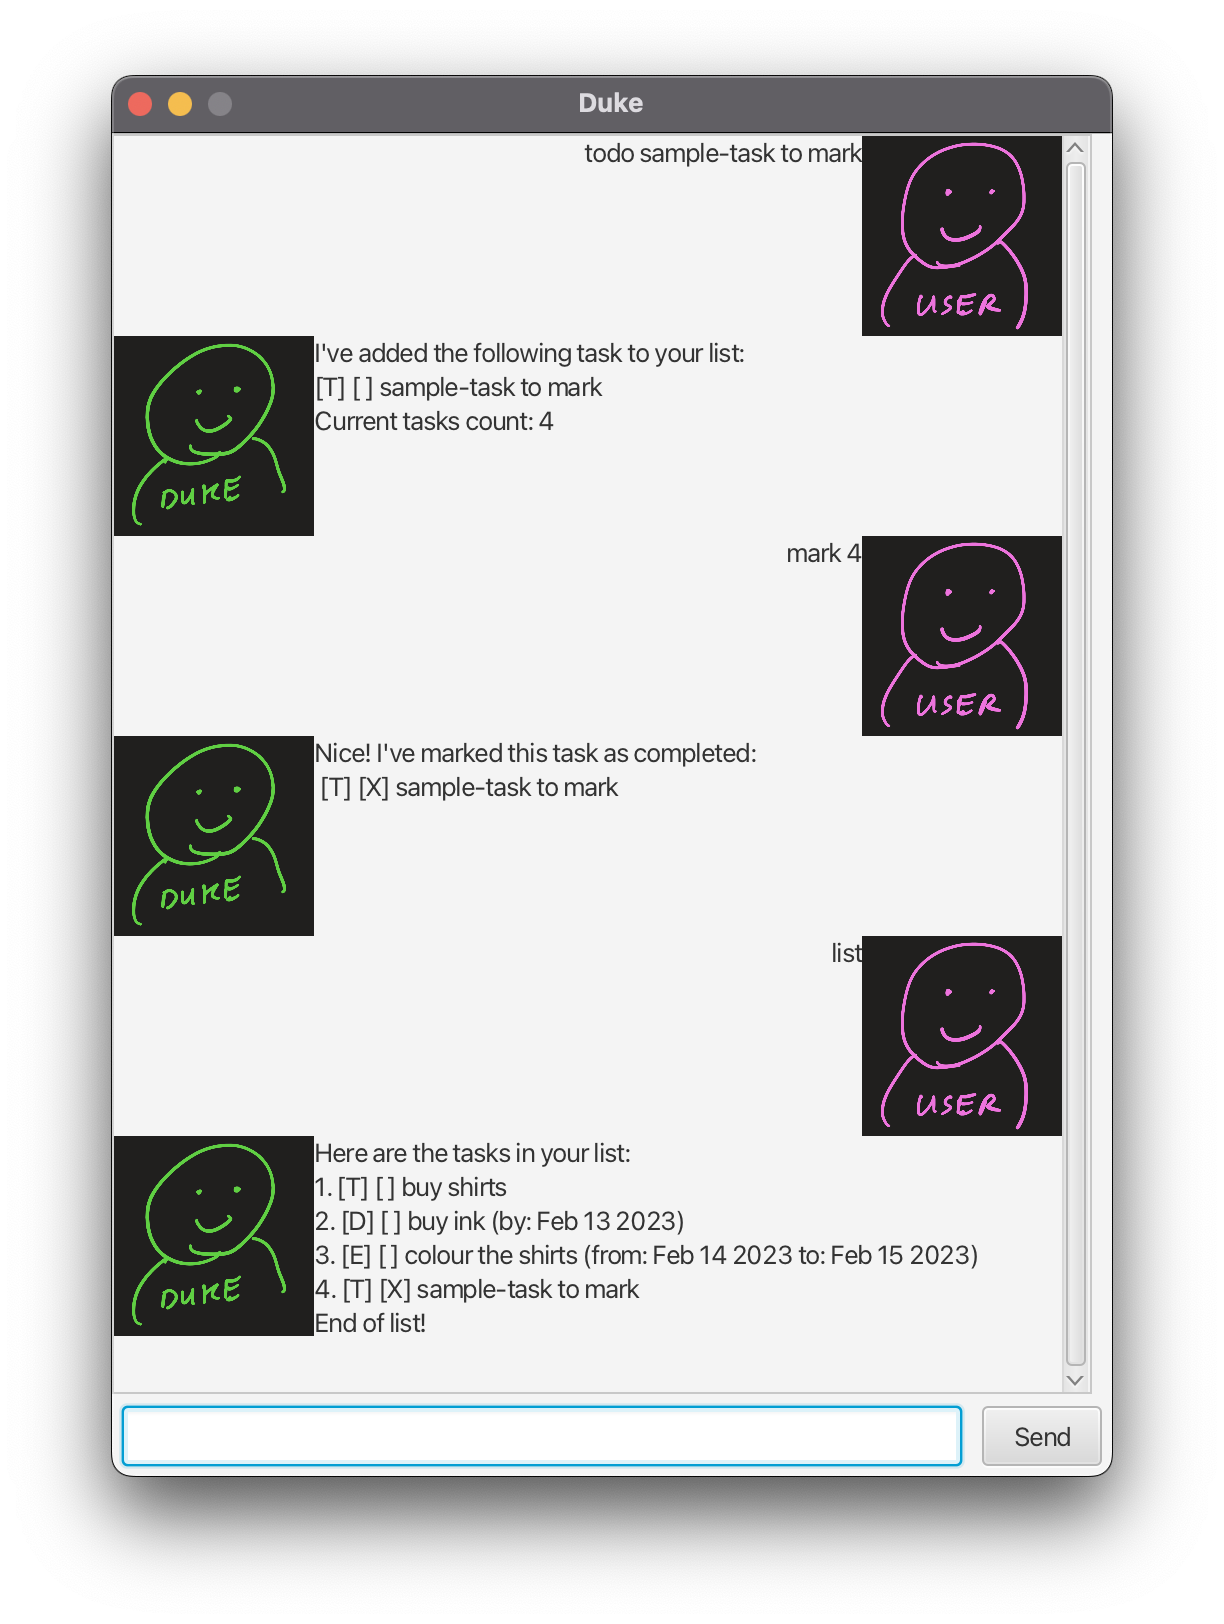 Duke
todo sample-task to mark
USER
I've added the following task to your list:
[T] [ ] sample-task to mark
Current tasks count: 4
DUKE
mark 4
USER
Nice! I've marked this task as completed:
[T] [X] sample-task to mark
DUKE
list
USER
Here are the tasks in your list:
1. [T] [ ] buy shirts
2. [D] [ ] buy ink (by: Feb 13 2023)
3. [E] [ ] colour the shirts (from: Feb 14 2023 to: Feb 15 2023)
4. [T] [X] sample-task to mark
End of list!
DUKE
Send